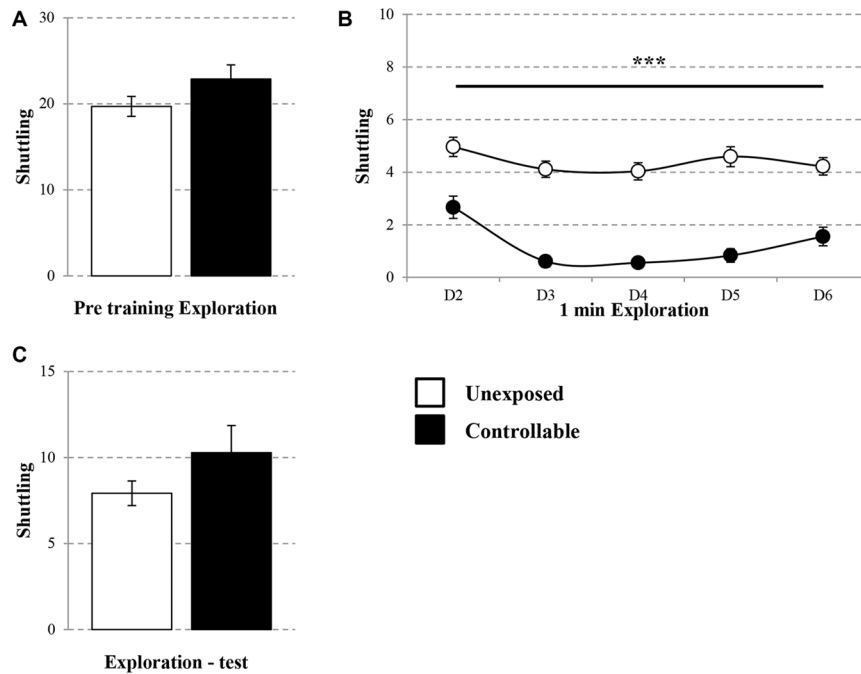 A
30
20
10
0
Shuttling
Pre training Exploration
B
10
8
6
4
2
0
Shuttling
***
D2 D3 D4 D5 D6
1 min Exploration
C
15
10
5
0
Shuttling
Exploration - test
Unexposed
Controllable